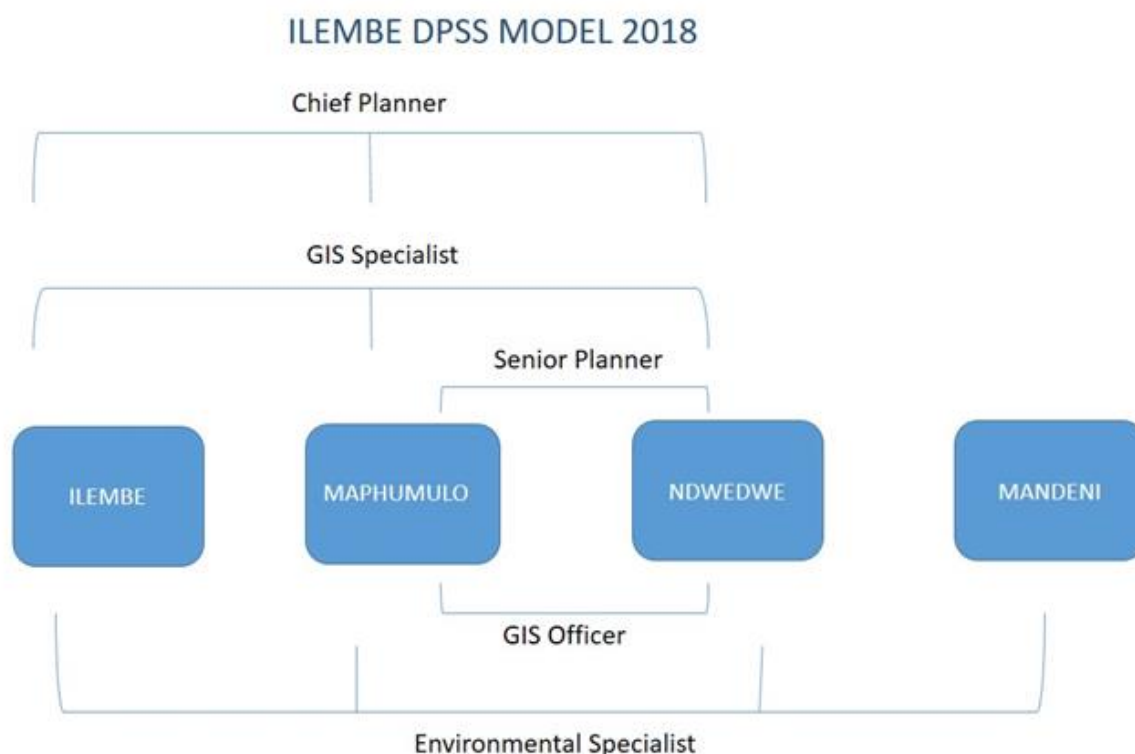 ILEMBE DPSS MODEL 2018
Chief Planner
GIS Specialist
Senior Planner
ILEMBE
MAPHUMULO
NDWEDWE
MANDENI
GIS Officer
Environmental Specialist